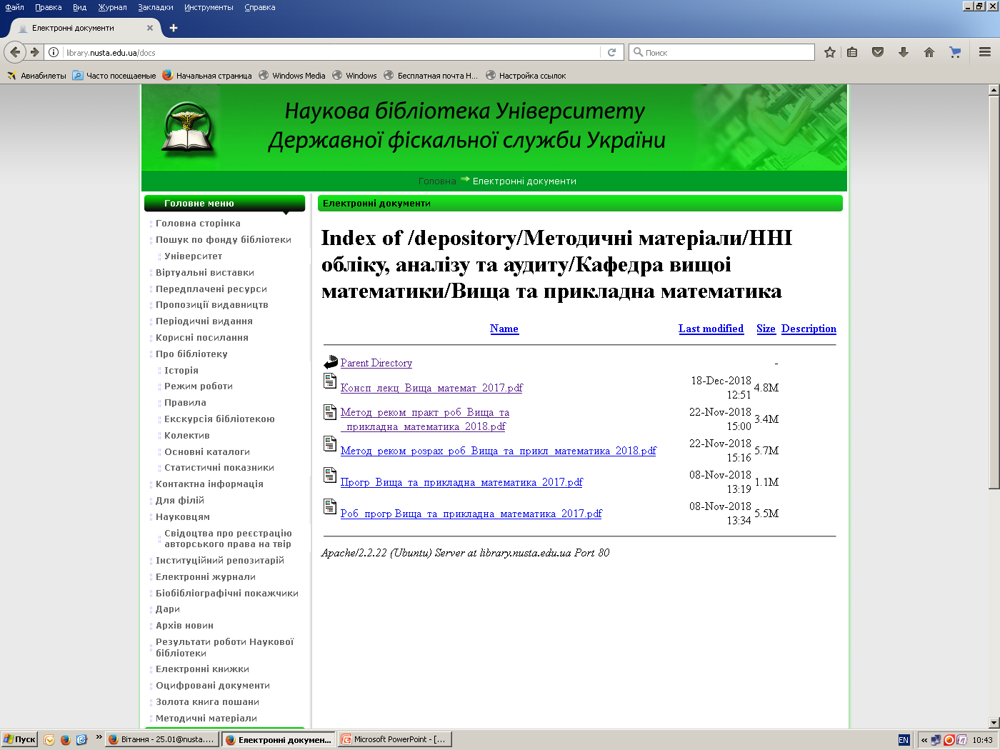 Файл Правка Вид Журнал Закладки Инструменты Справка
Електронні документи
library.nusta.edu.ua/docs
Поиск
Авиабилеты Часто посещаемые Начальная страница Windows Media Windows Бесплатная почта H... Настройка ссылок
Наукова бібліотека Університету
Державної фіскальної служби України
Головна Електронні документи
Головне меню
Головна сторінка
Пошук по фонду бібліотеки
Університет
Віртуальні виставки
Передплачені ресурси
Пропозиції видавництв
Періодичні видання
Корисні посилання
Про бібліотеку
Історія
Режим роботи
Правила
Екскурсія бібліотекою
Колектив
Основні каталоги
Статистичні показники
Контактна інформація
Для філій
Науковцям
Свідоцтва про реєстрацію
авторського права на твір
Інституційний репозитарій
Електронні журнали
Біобібліографічні покажчики
Дари
Архів новин
Результати роботи Наукової
бібліотеки
Електронні книжки
Оцифровані документи
Золота книга пошани
Методичні матеріали
Електронні документи
Index of /depository/Методичні матеріали/ННІ
обліку, аналізу та аудиту/Кафедра вищоі
математики/Вища та прикладна математика
Name Last modified Size Description
Parent Directory -
Консп_лекц_Вища_математ_2017.pdf 18-Dec-2018 12:51 4.8M
Метод_реком_практ_роб_Вища_та
_прикладна_математика_2018.pdf 22-Nov-2018 15:00 3.4M
Метод_реком_розрах_роб_Вища_та_прикл_математика_2018.pdf 22-Nov-2018 15:16 5.7M
Прогр_Вища_та_прикладна_математика_2017.pdf 08-Nov-2018 13:19 1.1M
Роб_прогр Вища_та_прикладна_математика_2017.pdf 08-Nov-2018 13:34 5.5M
Apache/2.2.22 (Ubuntu) Server at library.nusta.edu.ua Port 80
Пуск » Вітання - 25.01@nusta.... Електронні докумен... Microsoft PowerPoint - [... EN « 10:43